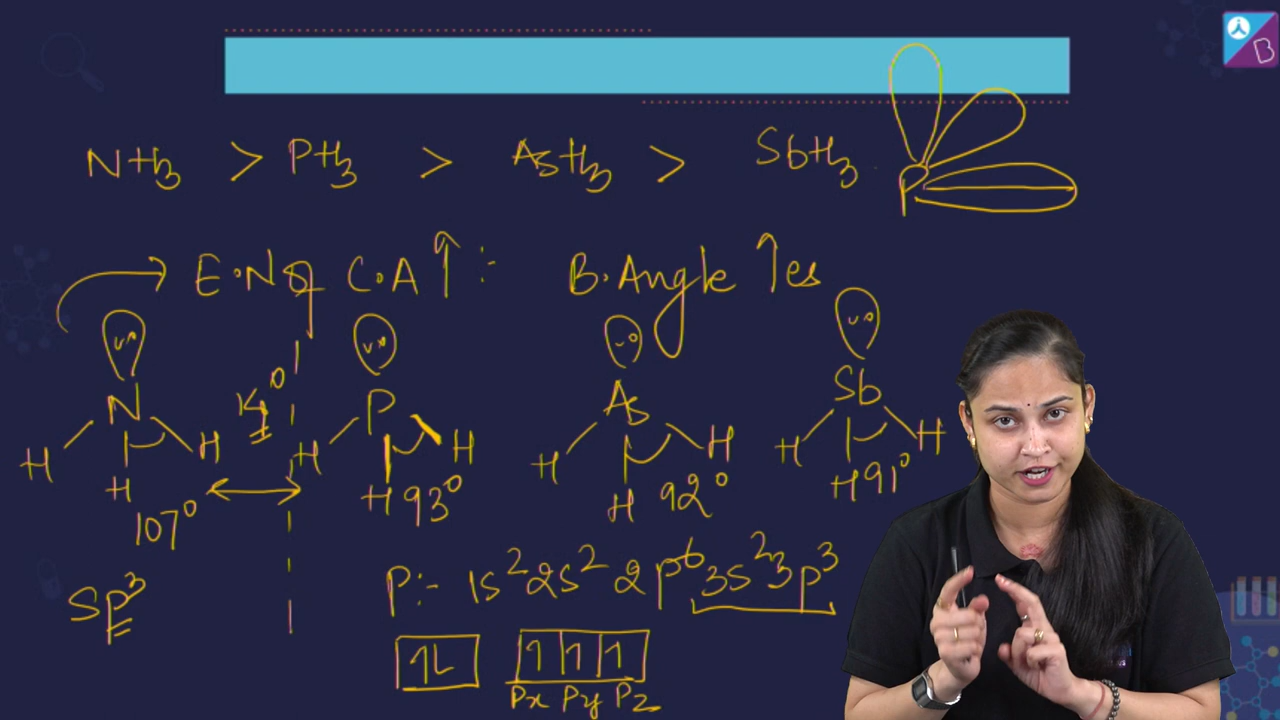 NH3 > PH3 > AsH3 > SbH3 P
E.N of C.A ↑ :- B.Angle ↑es
N P As Sb
H H 14° H H H H H H
H H H H
107° 93° 92° 91°
sp3 P:- 1s² 2s² 2p⁶ 3s² 3p³
↑↓ ↑ ↑ ↑
Px Py Pz
B